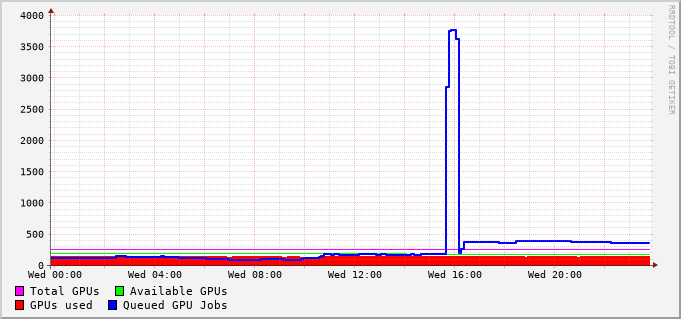 4000
3500
3000
2500
2000
1500
1000
500
0
Wed 00:00 Wed 04:00 Wed 08:00 Wed 12:00 Wed 16:00 Wed 20:00
Total GPUs Available GPUs
GPUs used Queued GPU Jobs
RRDTOOL / TOBI OETIKER